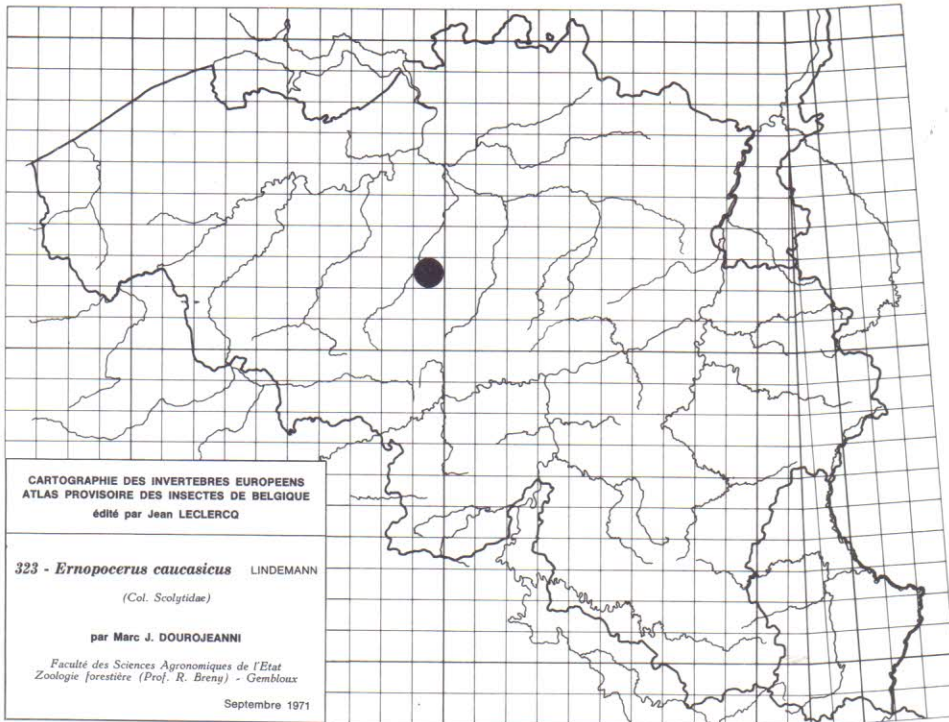 CARTOGRAPHIE DES INVERTEBRES EUROPEENS
ATLAS PROVISOIRE DES INSECTES DE BELGIQUE
édité par Jean LECLERCQ
323 - Ernopocerus caucasicus LINDEMANN
(Col. Scolytidae)
par Marc J. DOUROJEANNI
Faculté des Sciences Agronomiques de l'Etat
Zoologie forestière (Prof. R. Breny) - Gembloux
Septembre 1971